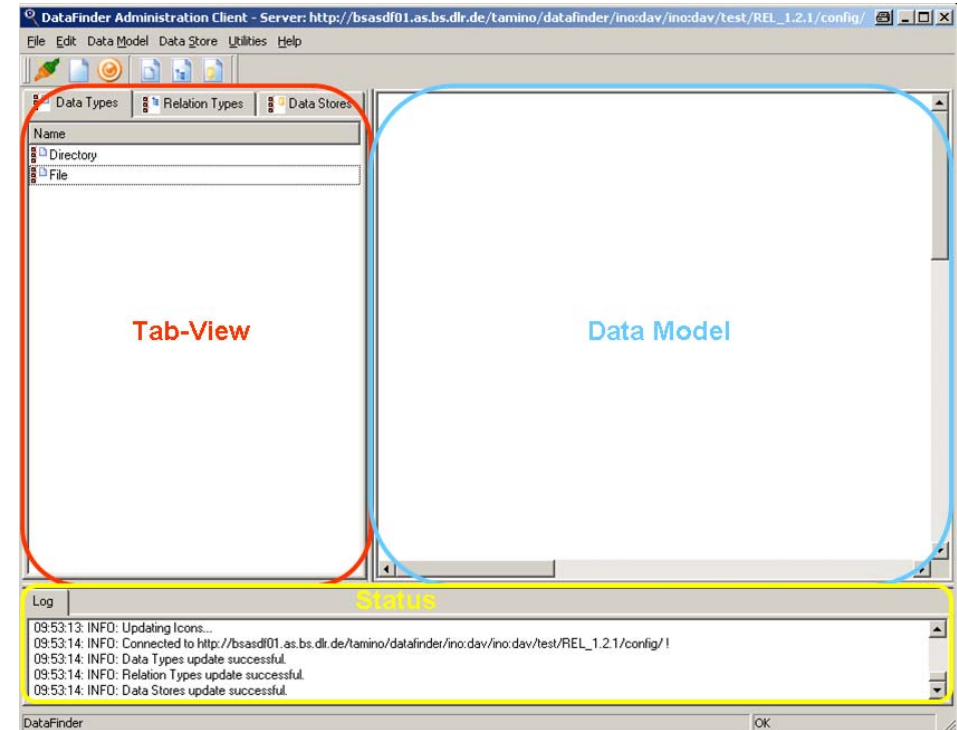 DataFinder Administration Client - Server: http://bsasdf01.as.bs.dlr.de/tamino/datafinder/ino:dav/ino:dav/test/REL_1.2.1/config/
File Edit Data Model Data Store Utilities Help
Data Types Relation Types Data Stores
Name
Directory
File
Tab-View
Data Model
Status
Log
09:53:13: INFO: Updating Icons...
09:53:14: INFO: Connected to http://bsasdf01.as.bs.dlr.de/tamino/datafinder/ino:dav/ino:dav/test/REL_1.2.1/config/ !
09:53:14: INFO: Data Types update successful.
09:53:14: INFO: Relation Types update successful.
09:53:14: INFO: Data Stores update successful.
DataFinder OK